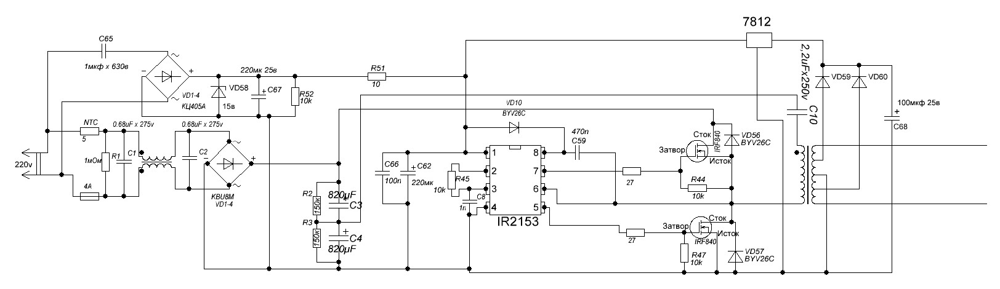 7812
C65
1мкф x 630в
220мк 25в
R51
10
VD58
C67
R52
10k
15в
VD1-4
КЦ405А
2,2uFx250v
C10
VD59
VD60
100мкф 25в
C68
VD10
BYV26C
NTC
5
0.68uF x 275v
0.68uF x 275v
R1
1мОм
C1
C2
220v
4A
KBU8M
VD1-4
470n
C59
Сток
Затвор
Исток
IRF840
VD56
BYV26C
C66
100n
C62
220мк
R45
10k
C8
1n
1
2
3
4
8
7
6
5
IR2153
27
R44
10k
R2
150к
820µF
C3
R3
150к
C4
820µF
27
Затвор
Сток
Исток
IRF840
R47
10k
VD57
BYV26C